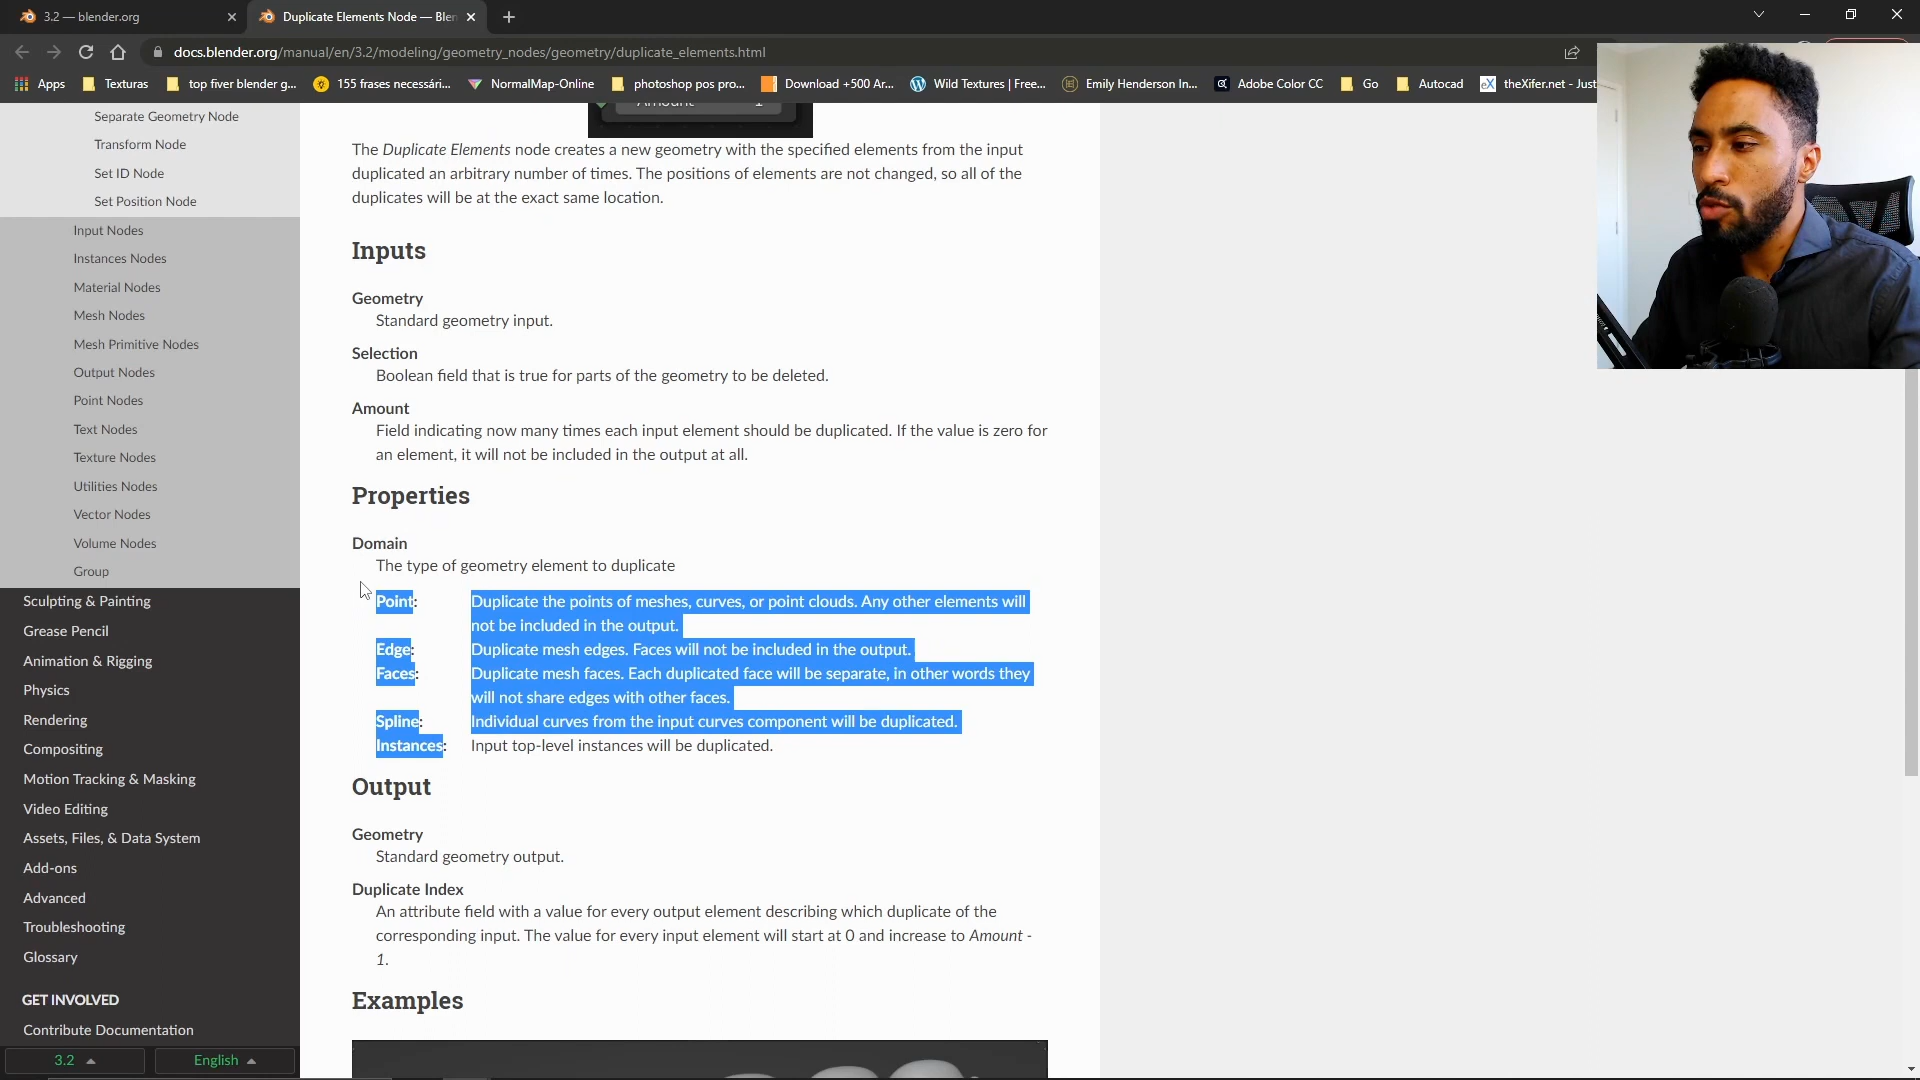 3.2 — blender.org
Duplicate Elements Node — Blen
docs.blender.org/manual/en/3.2/modeling/geometry_nodes/geometry/duplicate_elements.html
Apps
Texturas
top fiver blender g...
155 frases necessári...
NormalMap-Online
photoshop pos pro...
Download +500 Ar...
Wild Textures | Free...
Emily Henderson In...
Adobe Color CC
Go
Autocad
theXifer.net - Just
Separate Geometry Node
Transform Node
Set ID Node
Set Position Node
Input Nodes
Instances Nodes
Material Nodes
Mesh Nodes
Mesh Primitive Nodes
Output Nodes
Point Nodes
Text Nodes
Texture Nodes
Utilities Nodes
Vector Nodes
Volume Nodes
Group
Sculpting & Painting
Grease Pencil
Animation & Rigging
Physics
Rendering
Compositing
Motion Tracking & Masking
Video Editing
Assets, Files, & Data System
Add-ons
Advanced
Troubleshooting
Glossary
GET INVOLVED
Contribute Documentation
3.2
English
Amount 1
The Duplicate Elements node creates a new geometry with the specified elements from the input
duplicated an arbitrary number of times. The positions of elements are not changed, so all of the
duplicates will be at the exact same location.
Inputs
Geometry
Standard geometry input.
Selection
Boolean field that is true for parts of the geometry to be deleted.
Amount
Field indicating now many times each input element should be duplicated. If the value is zero for
an element, it will not be included in the output at all.
Properties
Domain
The type of geometry element to duplicate
Point: Duplicate the points of meshes, curves, or point clouds. Any other elements will
not be included in the output.
Edge: Duplicate mesh edges. Faces will not be included in the output.
Faces: Duplicate mesh faces. Each duplicated face will be separate, in other words they
will not share edges with other faces.
Spline: Individual curves from the input curves component will be duplicated.
Instances: Input top-level instances will be duplicated.
Output
Geometry
Standard geometry output.
Duplicate Index
An attribute field with a value for every output element describing which duplicate of the
corresponding input. The value for every input element will start at 0 and increase to Amount -
1.
Examples